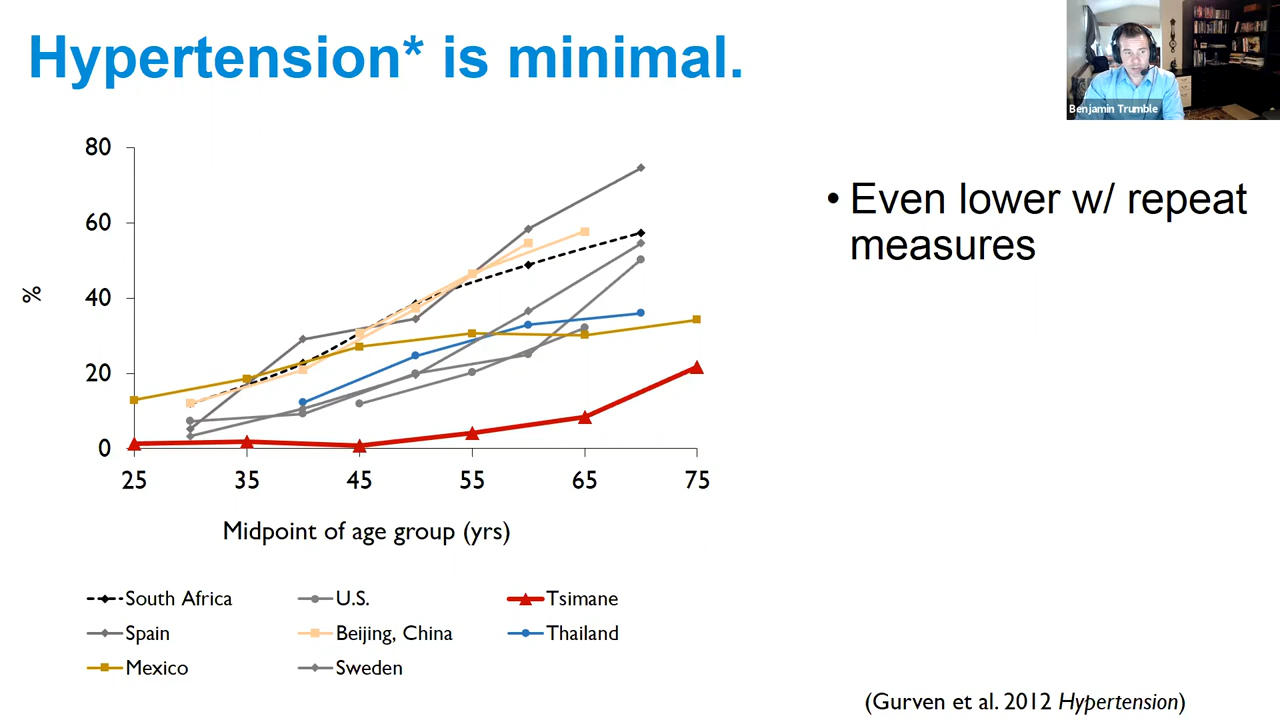 Hypertension* is minimal.
Benjamin Trumble
• Even lower w/ repeat
measures
80
60
40
20
0
%
25 35 45 55 65 75
Midpoint of age group (yrs)
South Africa U.S. Tsimane
Spain Beijing, China Thailand
Mexico Sweden
(Gurven et al. 2012 Hypertension)